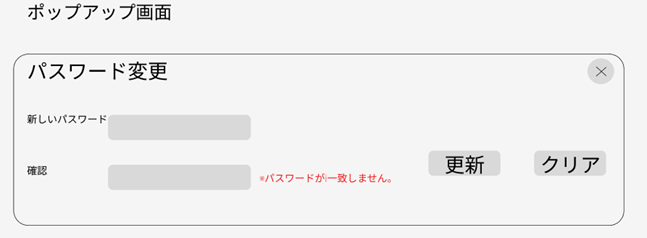 ポップアップ画面
パスワード変更
新しいパスワード
確認
※パスワードが一致しません。
更新
クリア